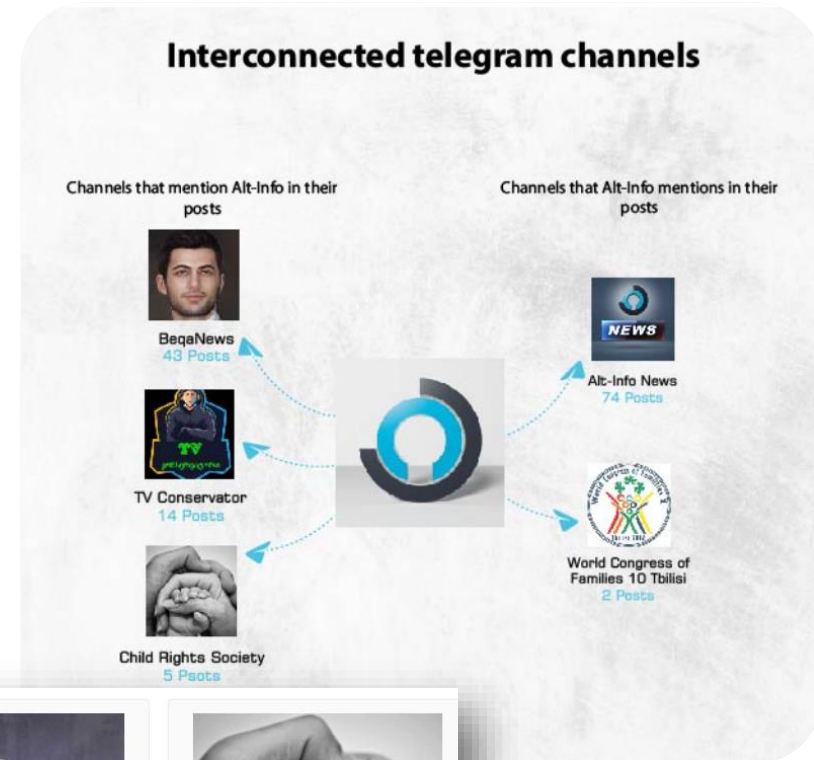 Interconnected telegram channels
Channels that mention Alt-Info in their
posts
BeqaNews
43 Posts
TV
TV Conservator
14 Posts
Child Rights Society
5 Psots
Channels that Alt-Info mentions in their
posts
NEWS
Alt-Info News
74 Posts
World Congress of
Families 10 Tbilisi
2 Posts